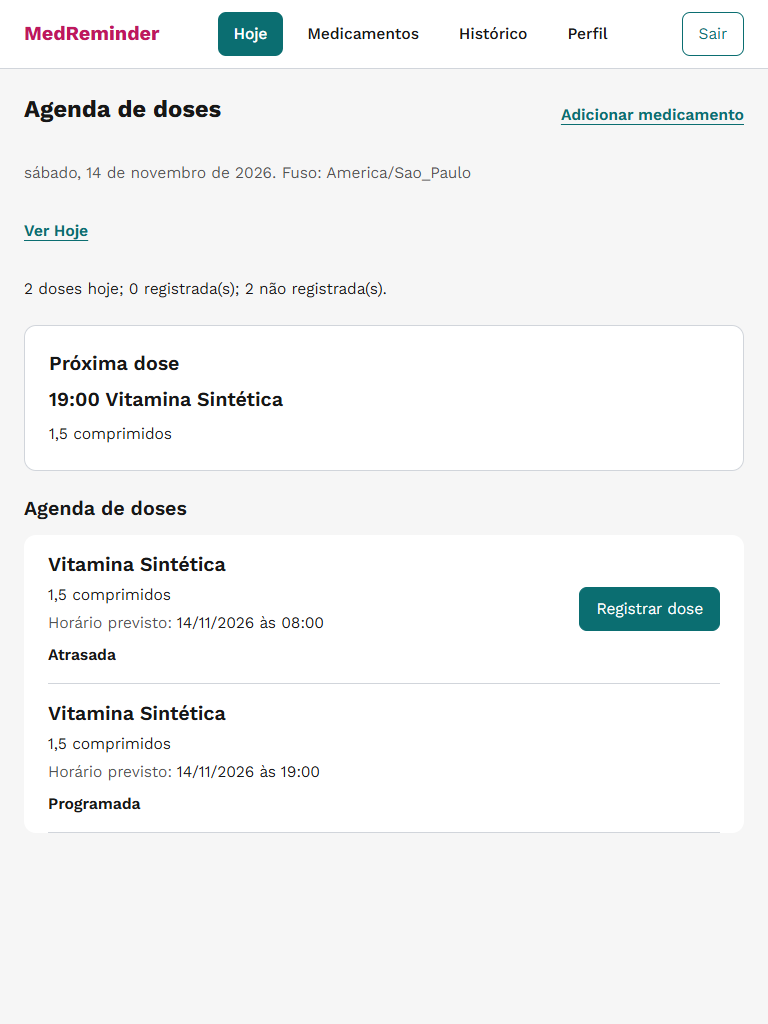 MedReminder
Hoje
Medicamentos
Histórico
Perfil
Sair
Agenda de doses
Adicionar medicamento
sábado, 14 de novembro de 2026. Fuso: America/Sao_Paulo
Ver Hoje
2 doses hoje; 0 registrada(s); 2 não registrada(s).
Próxima dose
19:00 Vitamina Sintética
1,5 comprimidos
Agenda de doses
Vitamina Sintética
1,5 comprimidos
Horário previsto: 14/11/2026 às 08:00
Atrasada
Registrar dose
Vitamina Sintética
1,5 comprimidos
Horário previsto: 14/11/2026 às 19:00
Programada